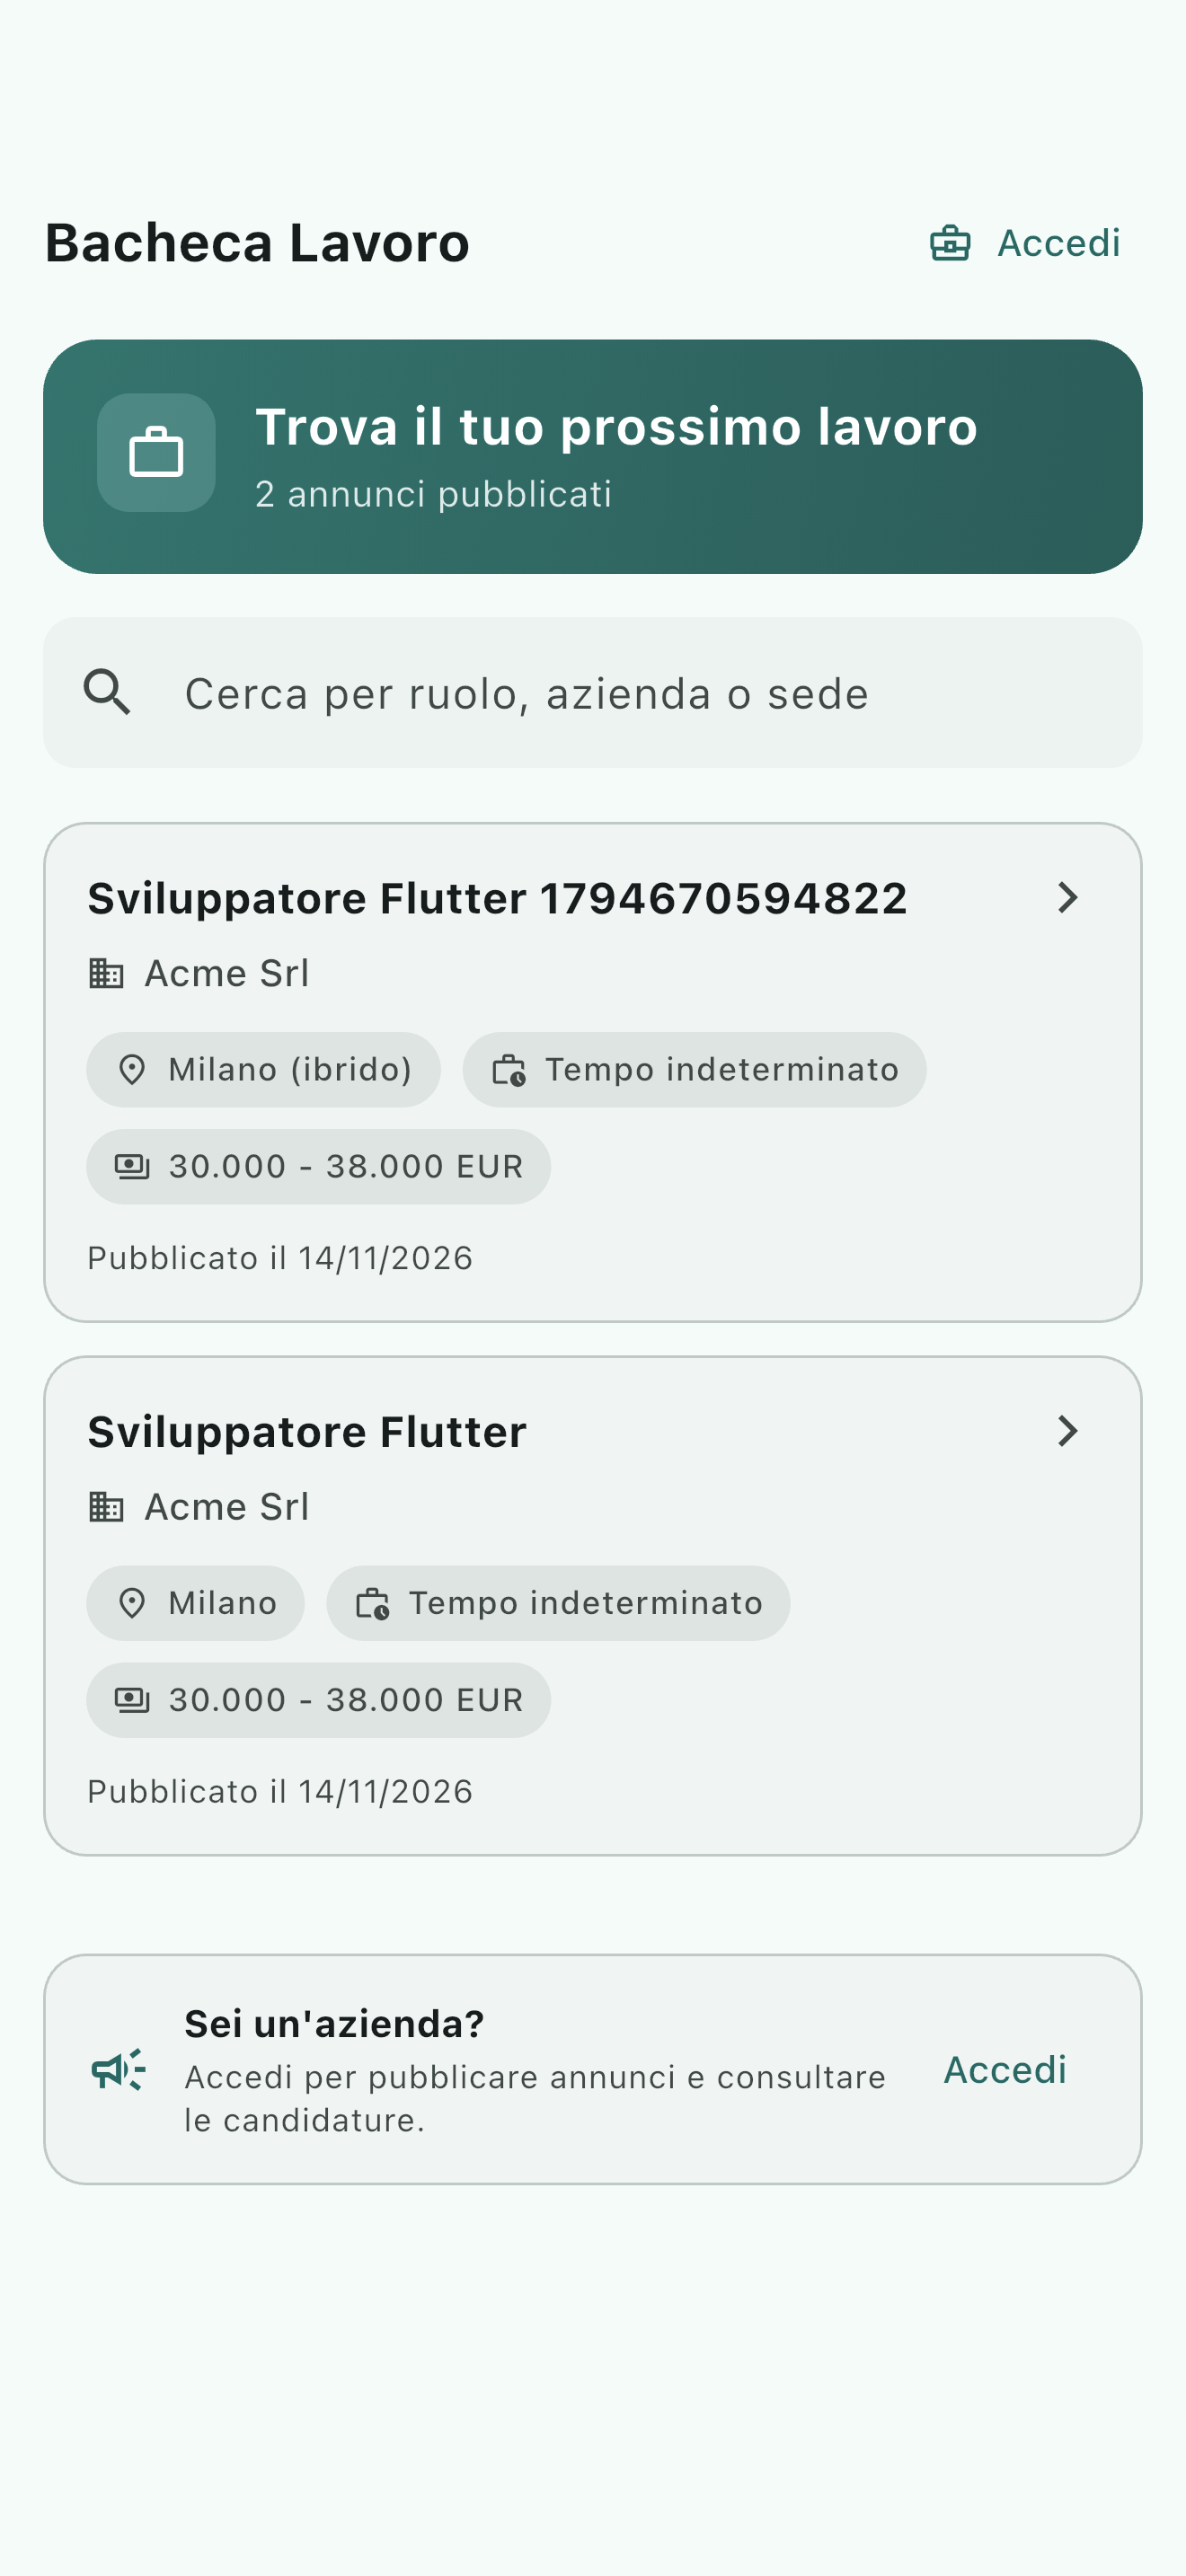 Bacheca Lavoro
Accedi
Trova il tuo prossimo lavoro
2 annunci pubblicati
Cerca per ruolo, azienda o sede
Sviluppatore Flutter 1794670594822
Acme Srl
Milano (ibrido)
Tempo indeterminato
30.000 - 38.000 EUR
Pubblicato il 14/11/2026
Sviluppatore Flutter
Acme Srl
Milano
Tempo indeterminato
30.000 - 38.000 EUR
Pubblicato il 14/11/2026
Sei un'azienda?
Accedi per pubblicare annunci e consultare
le candidature.
Accedi